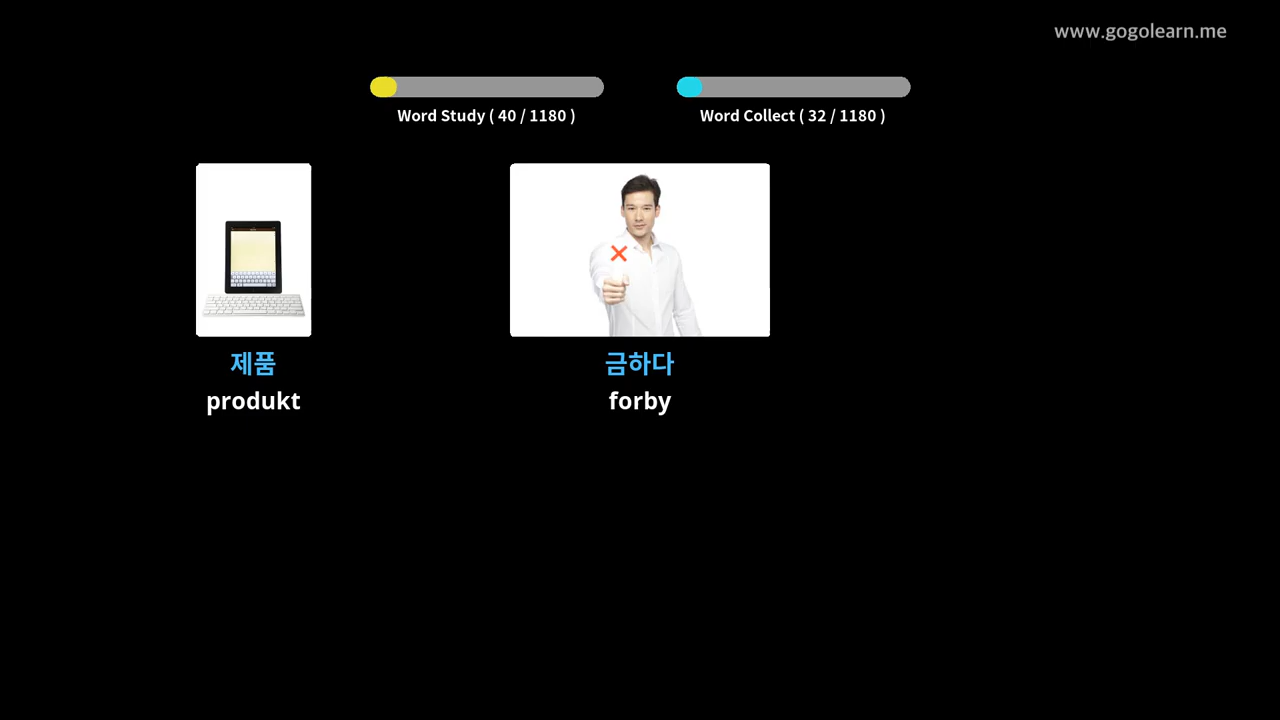 www.gogolearn.me
Word Study ( 40 / 1180 )
Word Collect ( 32 / 1180 )
제품
produkt
금하다
forby